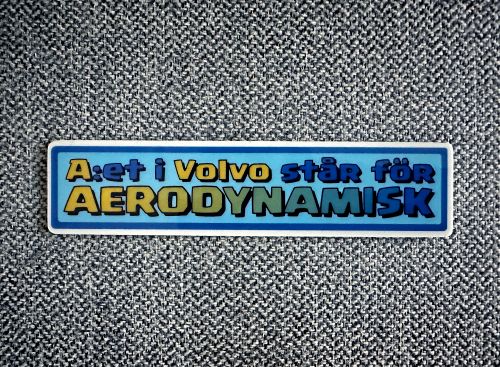 A:et i Volvo står för
AERODYNAMISK